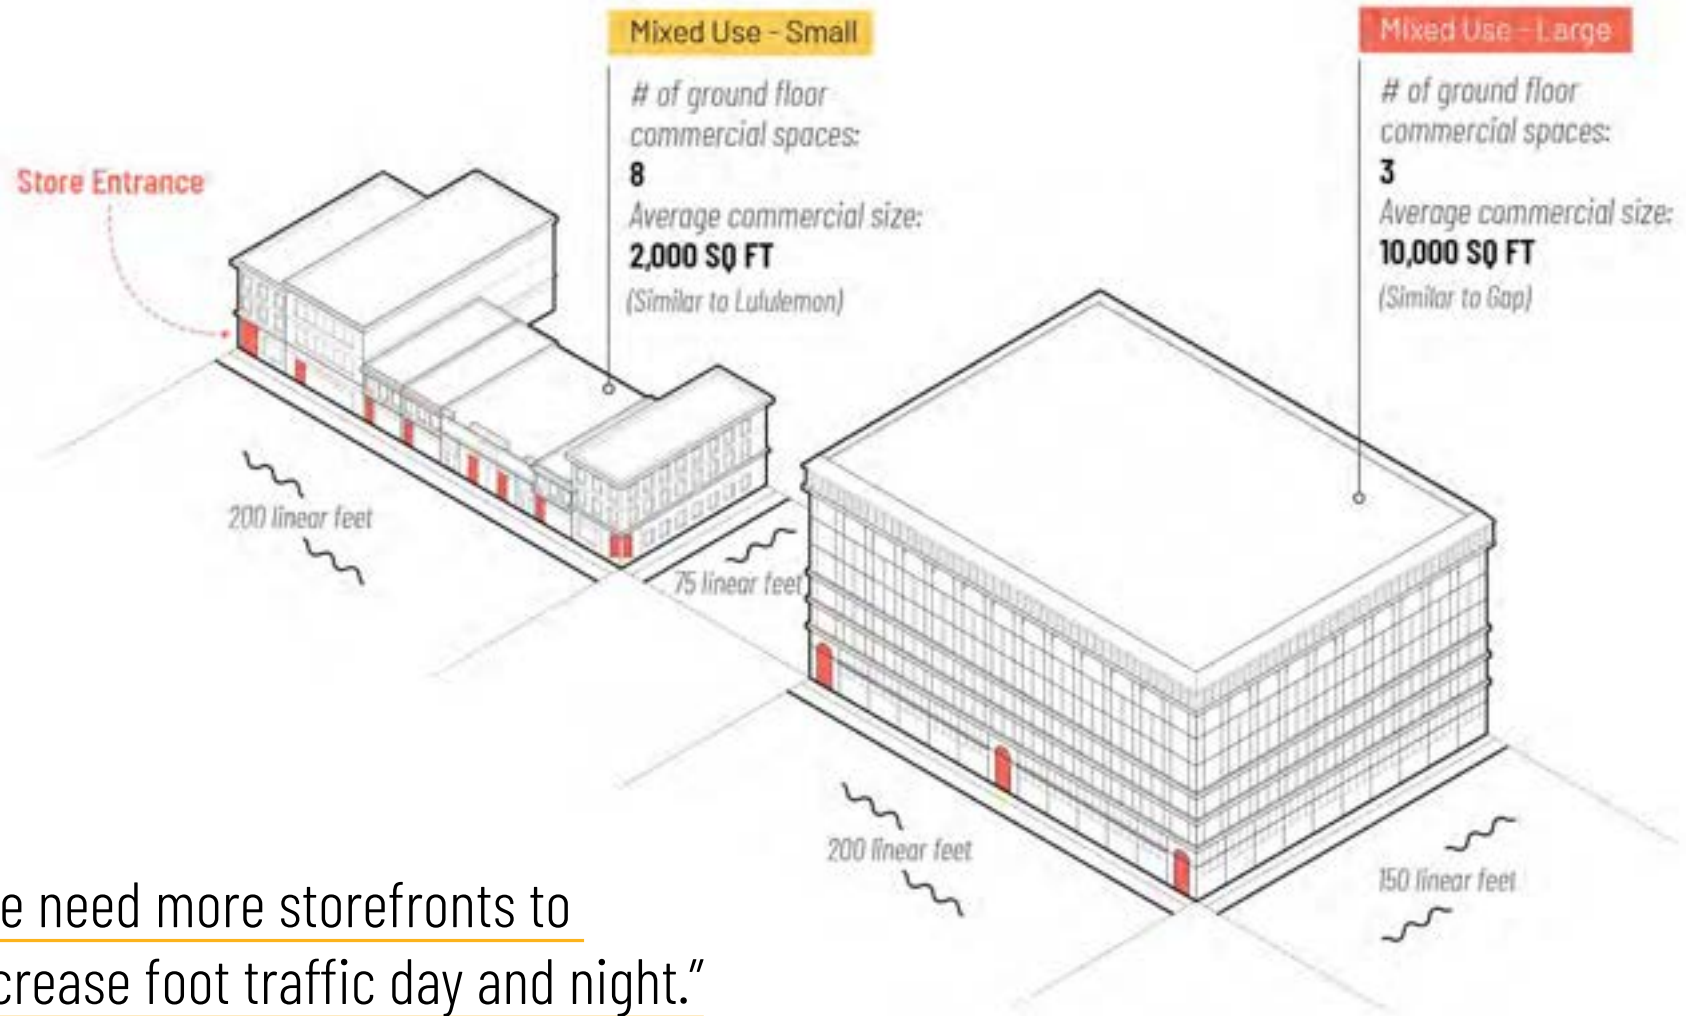 Mixed Use - Small
# of ground floor
commercial spaces:
8
Average commercial size:
2,000 SQ FT
(Similar to Lululemon)
Mixed Use - Large
# of ground floor
commercial spaces:
3
Average commercial size:
10,000 SQ FT
(Similar to Gap)
Store Entrance
200 linear feet
75 linear feet
200 linear feet
150 linear feet
e need more storefronts to
crease foot traffic day and night.”